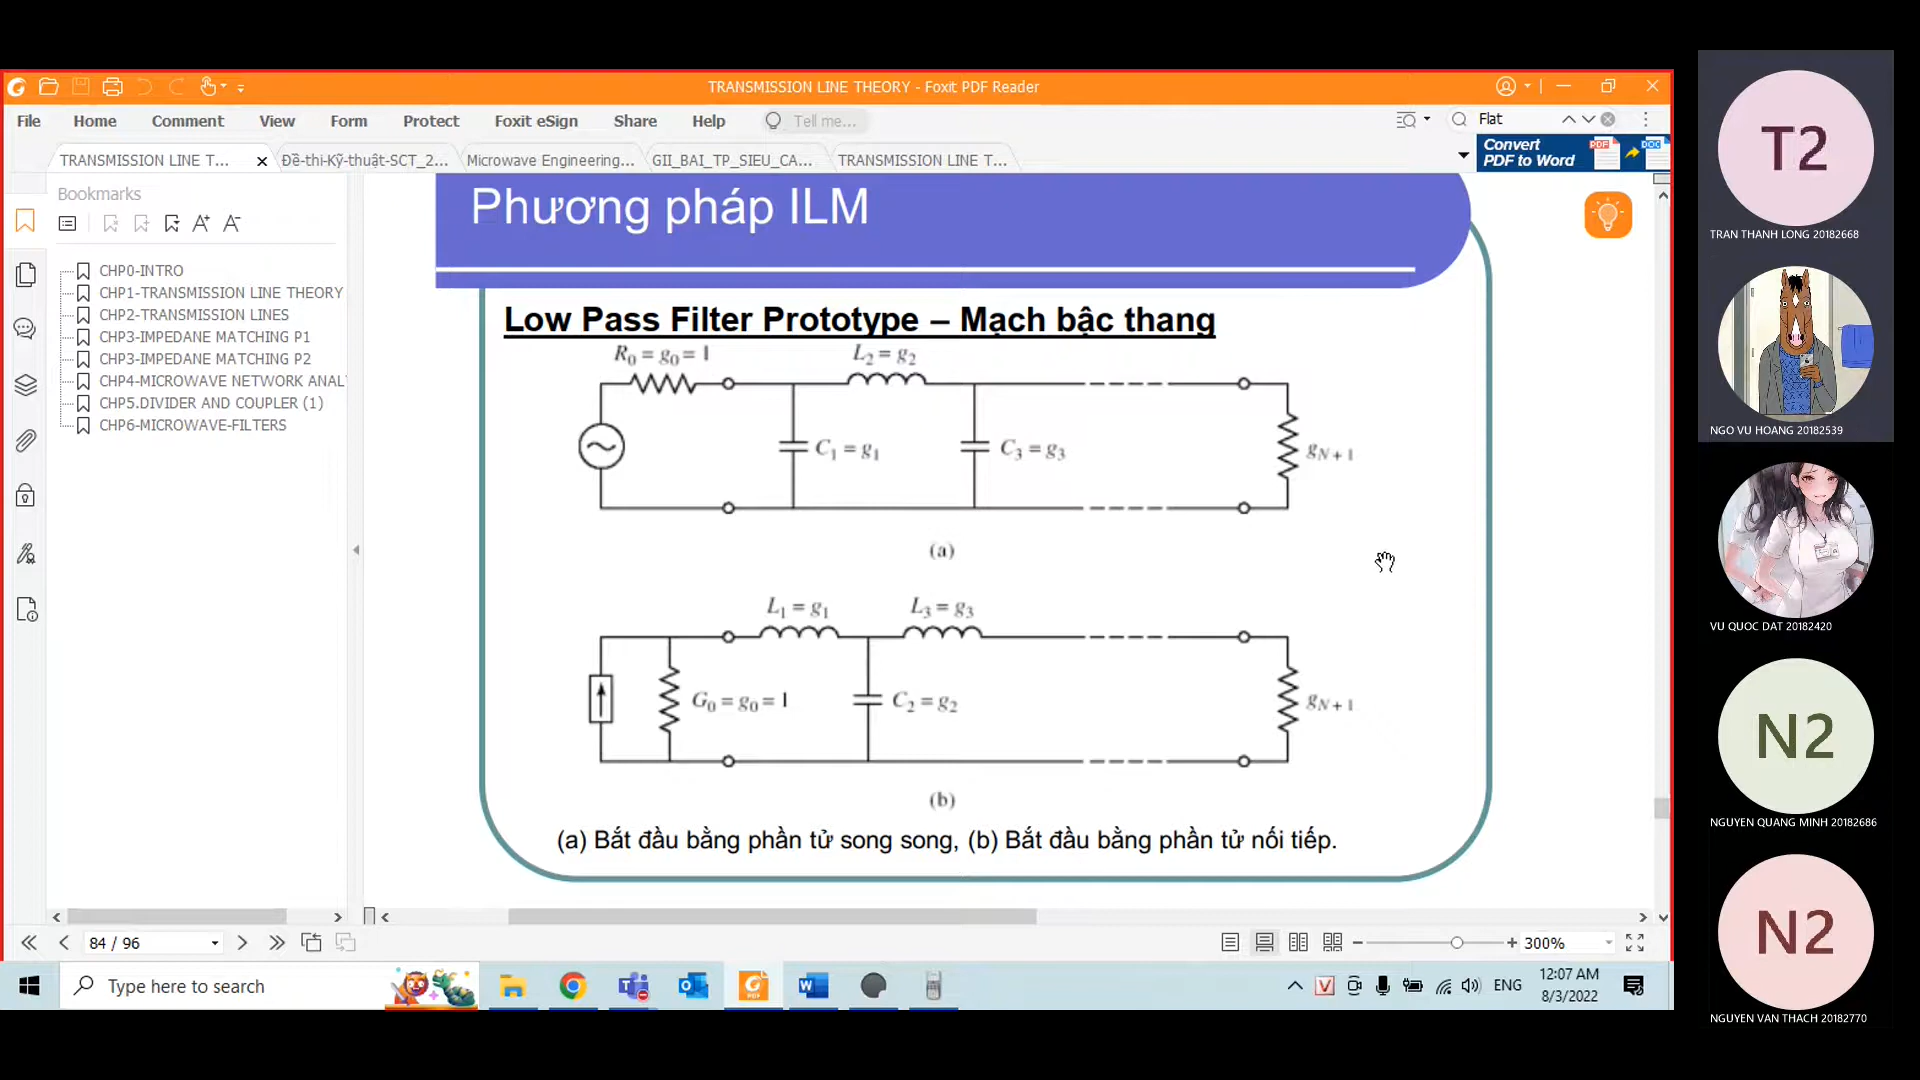 TRANSMISSION LINE THEORY - Foxit PDF Reader
File Home Comment View Form Protect Foxit eSign Share Help Tell me... Flat
TRANSMISSION LINE T... Đề-thi-Kỹ-thuật-SCT_2... Microwave Engineering... GII_BAI_TP_SIEU_CA... TRANSMISSION LINE T...
Convert
PDF to Word
PDF DOC
Bookmarks
CHP0-INTRO
CHP1-TRANSMISSION LINE THEORY
CHP2-TRANSMISSION LINES
CHP3-IMPEDANE MATCHING P1
CHP3-IMPEDANE MATCHING P2
CHP4-MICROWAVE NETWORK ANAL
CHP5.DIVIDER AND COUPLER (1)
CHP6-MICROWAVE-FILTERS
Phương pháp ILM
Low Pass Filter Prototype – Mạch bậc thang
R₀ = g₀ = 1 L₂ = g₂
C₁ = g₁ C₃ = g₃ gN + 1
(a)
L₁ = g₁ L₃ = g₃
G₀ = g₀ = 1 C₂ = g₂ gN + 1
(b)
(a) Bắt đầu bằng phần tử song song, (b) Bắt đầu bằng phần tử nối tiếp.
84 / 96 300%
Type here to search
ENG
12:07 AM
8/3/2022
T2
TRAN THANH LONG 20182668
NGO VU HOANG 20182539
VU QUOC DAT 20182420
N2
NGUYEN QUANG MINH 20182686
N2
NGUYEN VAN THACH 20182770